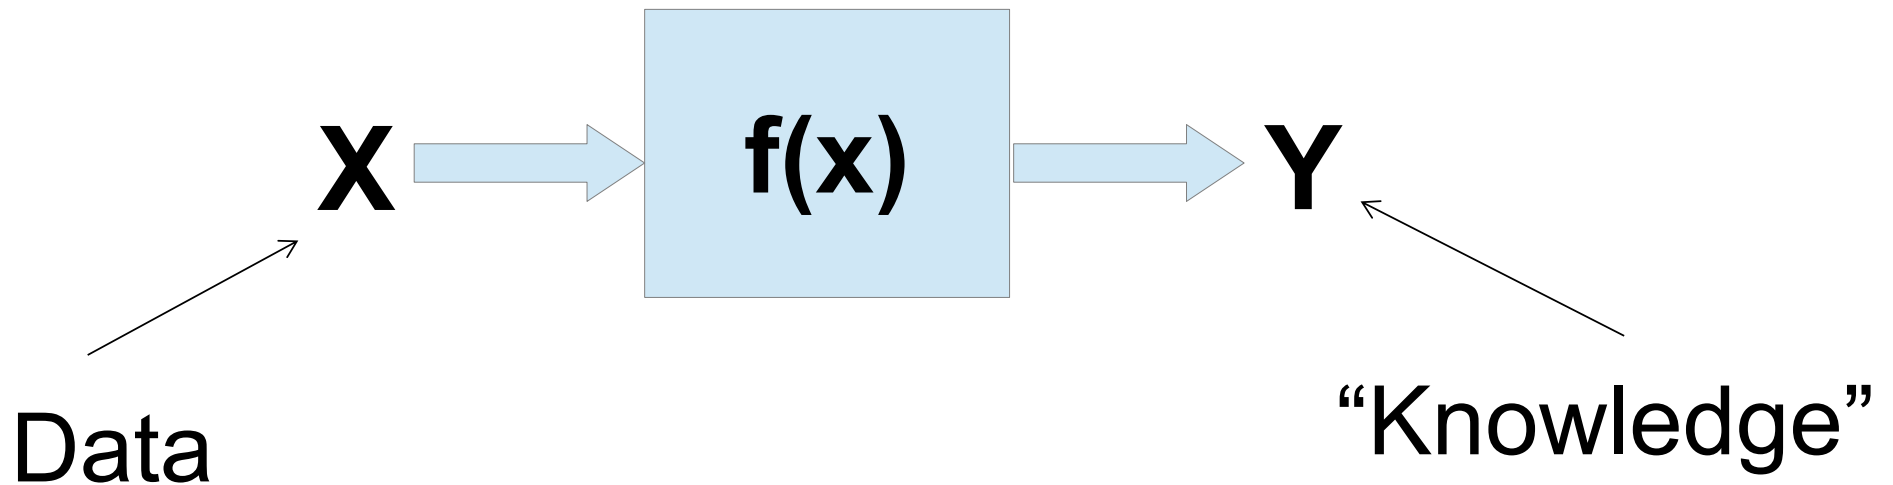 X
f(x)
Y
Data
“Knowledge”